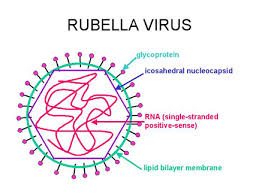 RUBELLA VIRUS
glycoprotein
icosahedral nucleocapsid
RNA (single-stranded
positive-sense)
lipid bilayer membrane